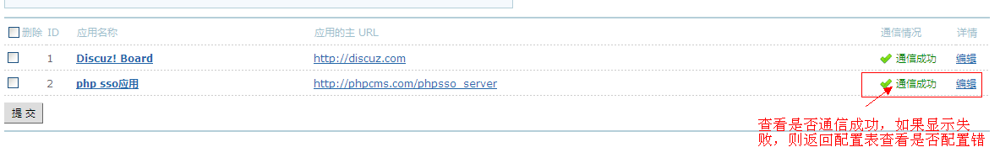 删除 ID 应用名称 应用的主 URL 通信情况 详情
1 Discuz! Board http://discuz.com 通信成功 编辑
2 php sso应用 http://phpcms.com/phpsso_server 通信成功 编辑
提 交
查看是否通信成功，如果显示失
败，则返回配置表查看是否配置错